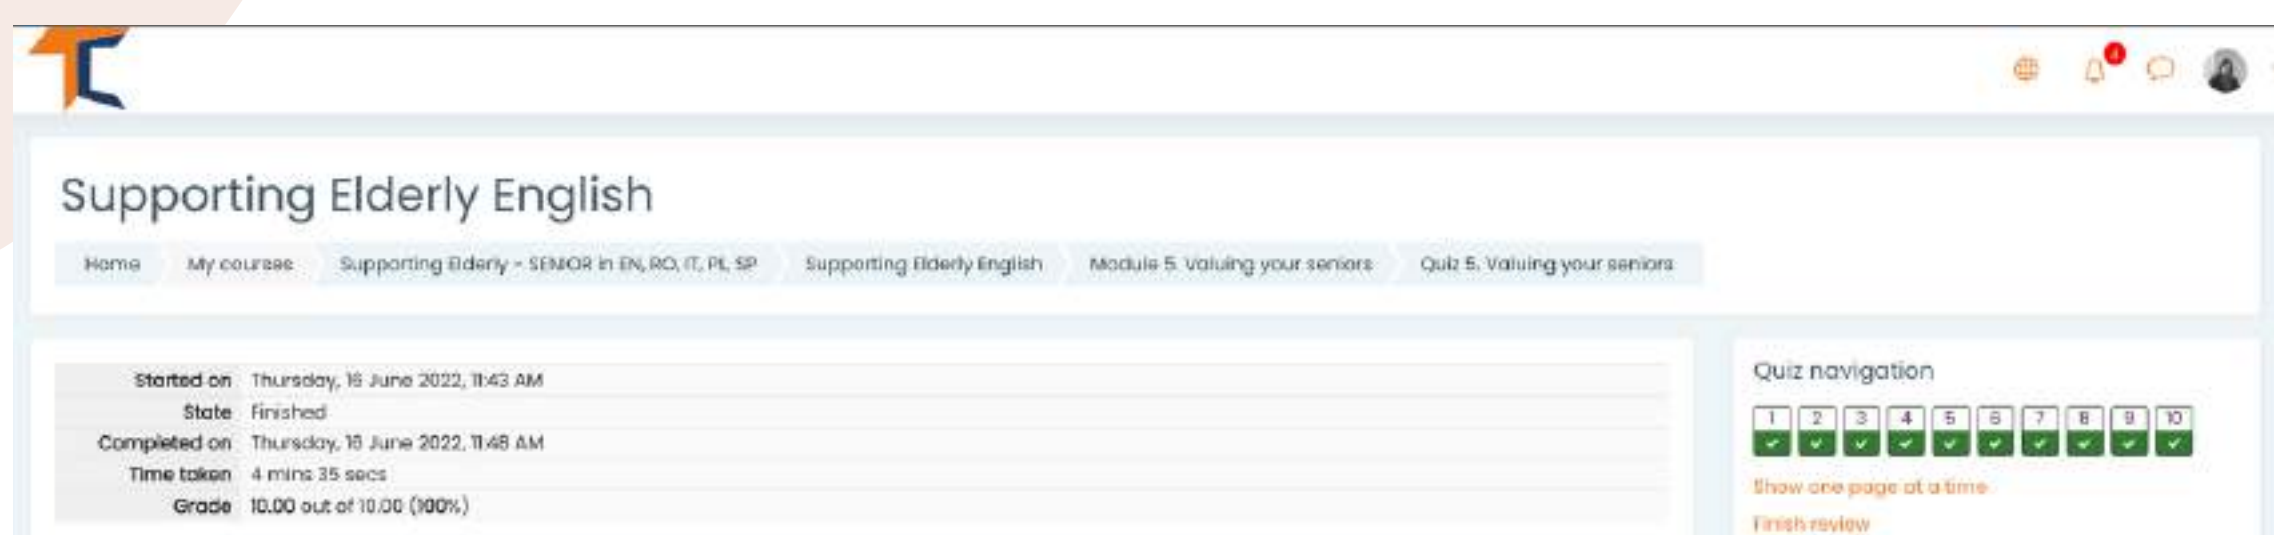 4
Supporting Elderly English
Home My courses Supporting Elderly - SENIOR in EN, RO, IT, PL, SP Supporting Elderly English Module 5. Valuing your seniors Quiz 5. Valuing your seniors
Started on Thursday, 16 June 2022, 11:43 AM
State Finished
Completed on Thursday, 16 June 2022, 11:48 AM
Time taken 4 mins 35 secs
Grade 10.00 out of 10.00 (100%)
Quiz navigation
1 2 3 4 5 6 7 8 9 10
Show one page at a time
Finish review